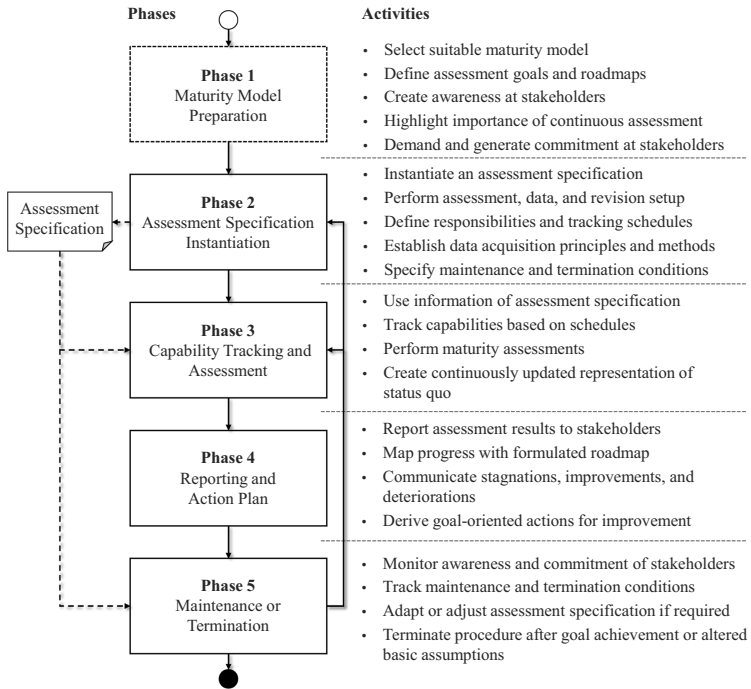 Phases
Activities
Phase 1
Maturity Model
Preparation
• Select suitable maturity model
• Define assessment goals and roadmaps
• Create awareness at stakeholders
• Highlight importance of continuous assessment
• Demand and generate commitment at stakeholders
Assessment
Specification
Phase 2
Assessment Specification
Instantiation
• Instantiate an assessment specification
• Perform assessment, data, and revision setup
• Define responsibilities and tracking schedules
• Establish data acquisition principles and methods
• Specify maintenance and termination conditions
Phase 3
Capability Tracking and
Assessment
• Use information of assessment specification
• Track capabilities based on schedules
• Perform maturity assessments
• Create continuously updated representation of
status quo
Phase 4
Reporting and
Action Plan
• Report assessment results to stakeholders
• Map progress with formulated roadmap
• Communicate stagnations, improvements, and
deteriorations
• Derive goal-oriented actions for improvement
Phase 5
Maintenance or
Termination
• Monitor awareness and commitment of stakeholders
• Track maintenance and termination conditions
• Adapt or adjust assessment specification if required
• Terminate procedure after goal achievement or altered
basic assumptions